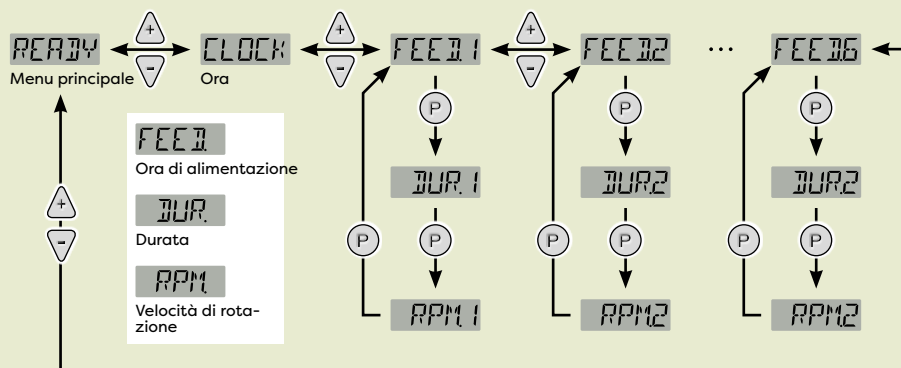 READY
Menu principale
+
-
CLOCK
Ora
+
-
FEED.1
+
-
FEED.2
...
FEED.6
P
P
P
FEED.
Ora di alimentazione
DUR.
Durata
RPM.
Velocità di rota-
zione
+
-
DUR.1
DUR.2
DUR.2
P
P
P
P
P
P
RPM.1
RPM.2
RPM.2